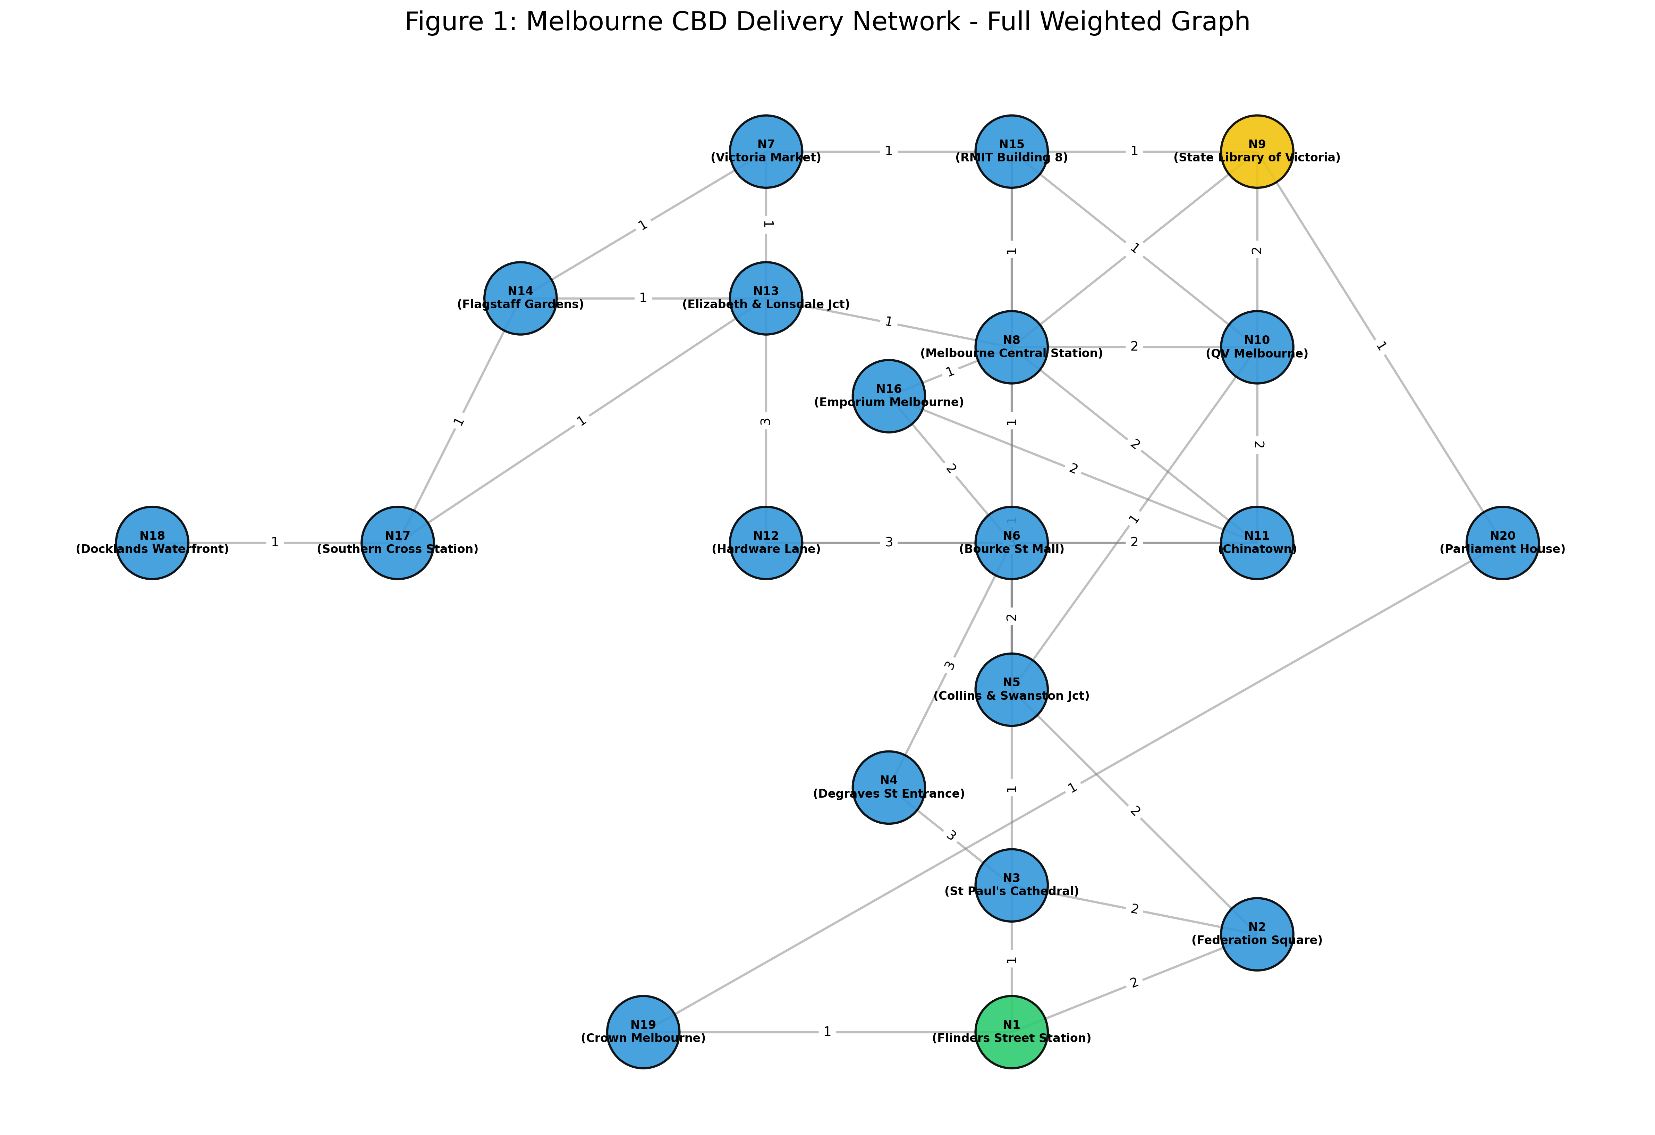 Figure 1: Melbourne CBD Delivery Network - Full Weighted Graph
N7
(Victoria Market)
1
N15
(RMIT Building 8)
1
N9
(State Library of Victoria)
1
1
1
1
2
N14
(Flagstaff Gardens)
1
N13
(Elizabeth & Lonsdale Jct)
1
N8
(Melbourne Central Station)
2
N10
(QV Melbourne)
1
1
N16
(Emporium Melbourne)
1
1
3
1
2
2
2
2
1
1
N18
(Docklands Waterfront)
1
N17
(Southern Cross Station)
N12
(Hardware Lane)
3
N6
(Bourke St Mall)
2
N11
(Chinatown)
N20
(Parliament House)
2
3
N5
(Collins & Swanston Jct)
N4
(Degraves St Entrance)
1
1
2
3
N3
(St Paul's Cathedral)
2
N2
(Federation Square)
1
2
N19
(Crown Melbourne)
1
N1
(Flinders Street Station)